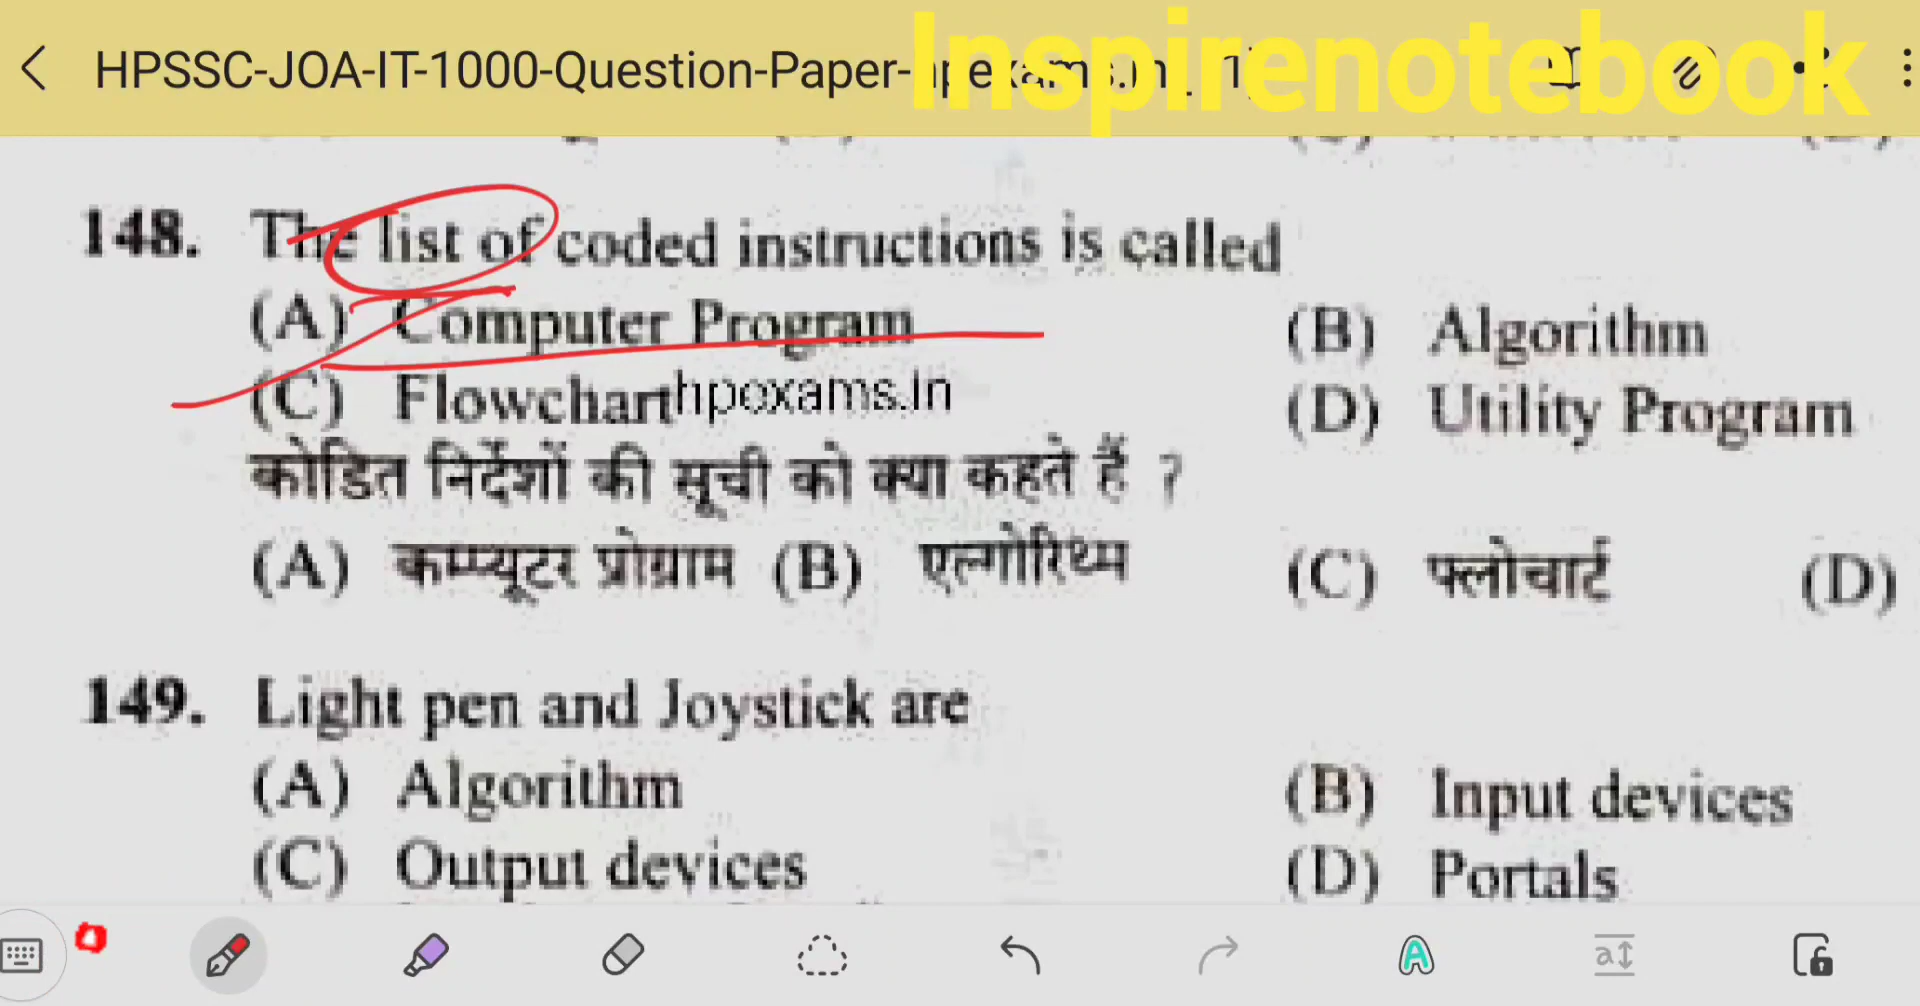 HPSSC-JOA-IT-1000-Question-Paper-
Inspirenotebook
148. The list of coded instructions is called
(A) Computer Program (B) Algorithm
(C) Flowchart hpexams.in (D) Utility Program
कोडित निर्देशों की सूची को क्या कहते हैं ?
(A) कम्प्यूटर प्रोग्राम (B) एल्गोरिथ्म (C) फ्लोचार्ट (D)
149. Light pen and Joystick are
(A) Algorithm (B) Input devices
(C) Output devices (D) Portals